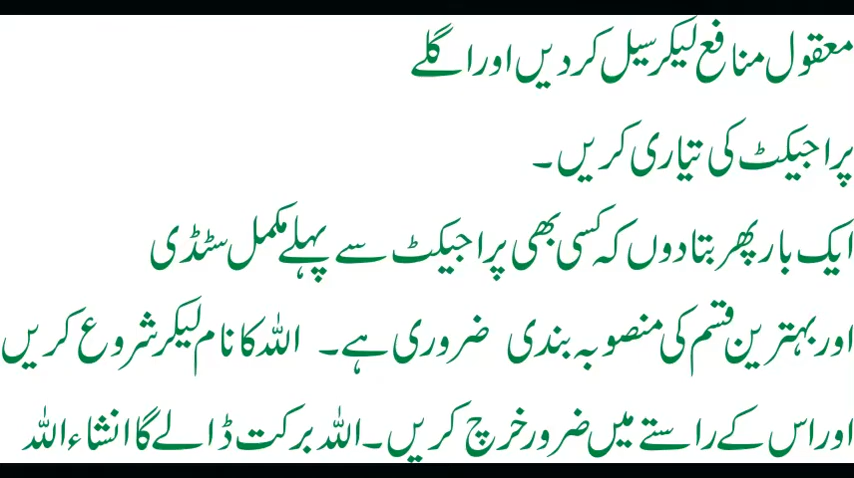 معقول منافع لیکر سیل کر دیں اور اگلے
پراجیکٹ کی تیاری کریں ۔
ایک بار پھر بتا دوں کہ کسی بھی پراجیکٹ سے پہلے مکمل سٹڈی
اور بہترین قسم کی منصوبہ بندی ضروری ہے ۔ اللہ کا نام لیکر شروع کریں
اور اس کے راستے میں ضرور خرچ کریں ۔ اللہ برکت ڈالے گا انشاء اللہ